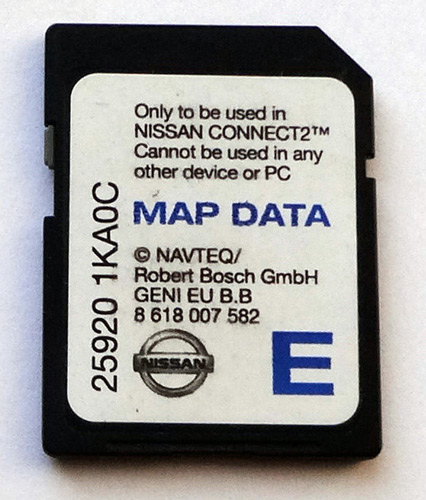 Only to be used in
NISSAN CONNECT2™
Cannot be used in any
other device or PC
MAP DATA
© NAVTEQ/
Robert Bosch GmbH
GENI EU B.B
8 618 007 582
25920 1KA0C
NISSAN
E